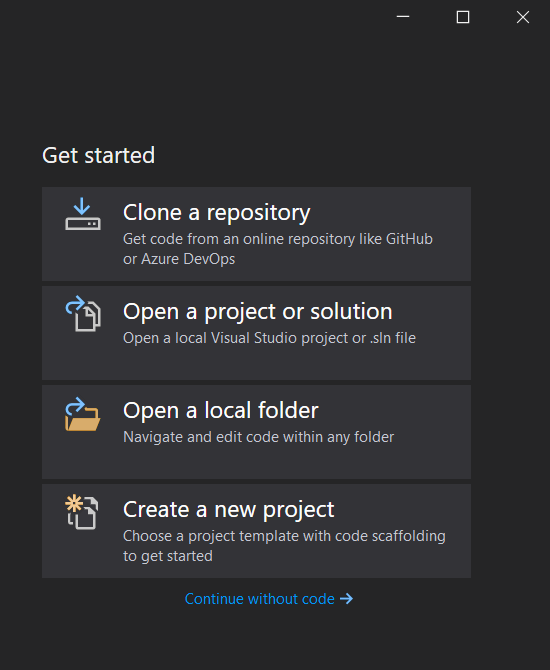 Get started
Clone a repository
Get code from an online repository like GitHub
or Azure DevOps
Open a project or solution
Open a local Visual Studio project or .sln file
Open a local folder
Navigate and edit code within any folder
Create a new project
Choose a project template with code scaffolding
to get started
Continue without code